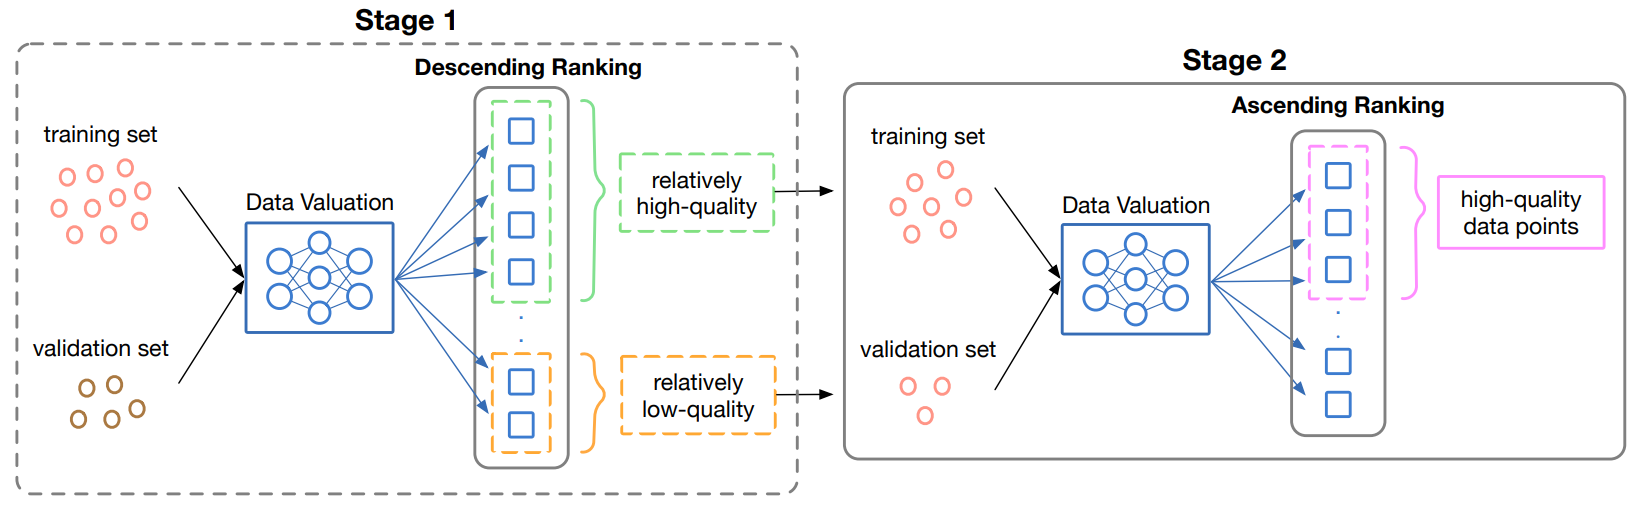 Stage 1
Descending Ranking
training set
Data Valuation
validation set
relatively
high-quality
relatively
low-quality
Stage 2
Ascending Ranking
training set
Data Valuation
validation set
high-quality
data points